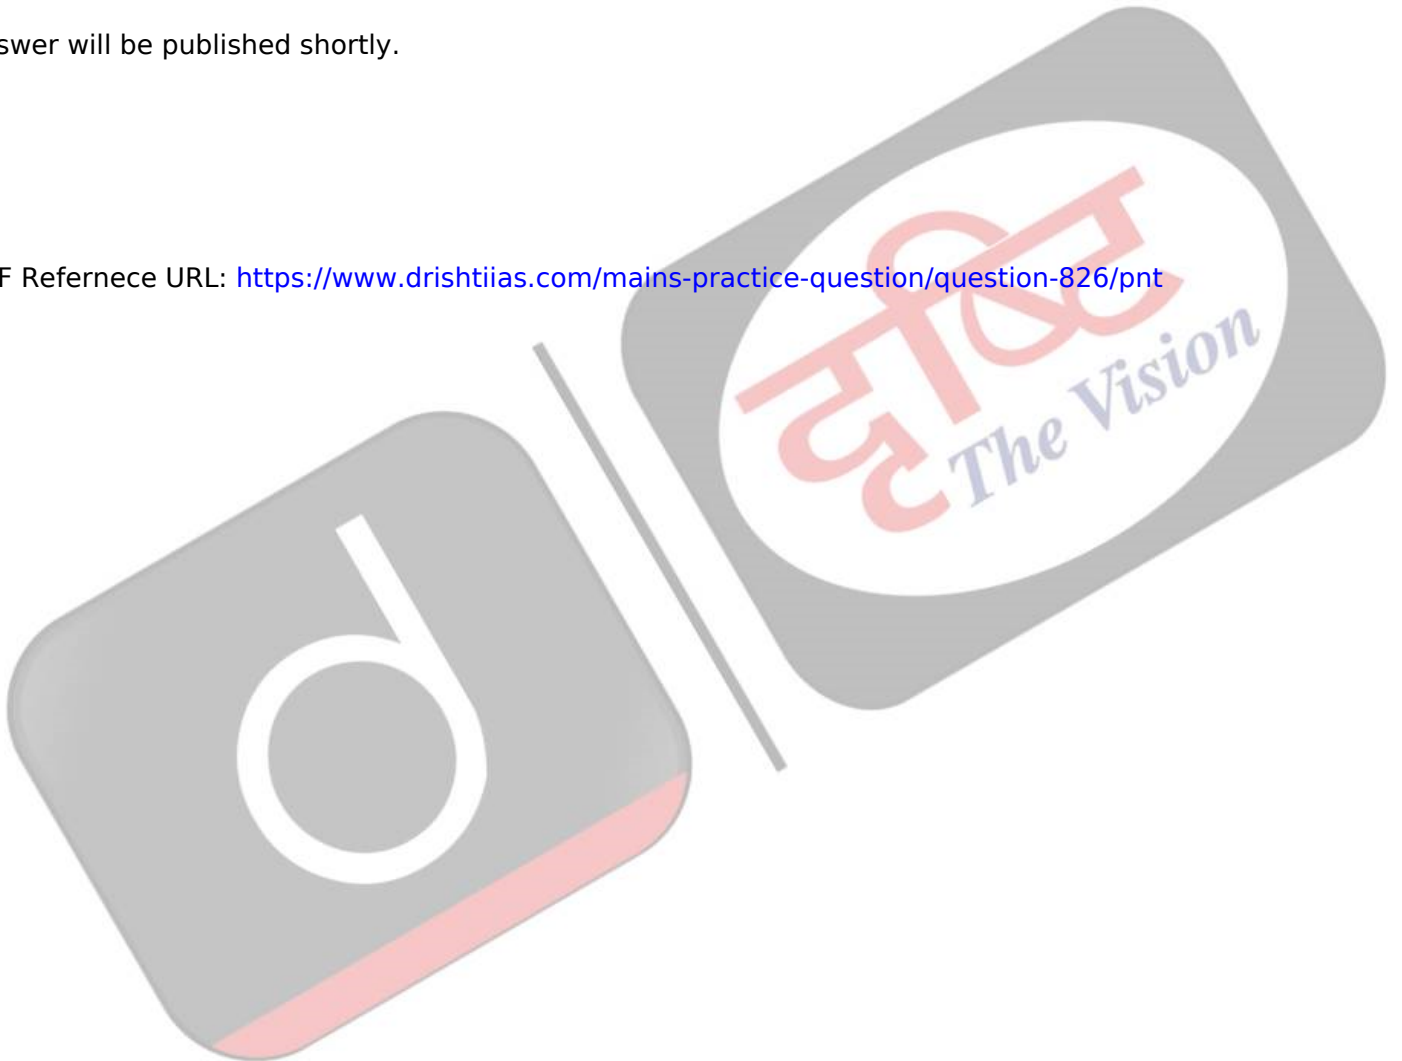 swer will be published shortly.
F Refernece URL: https://www.drishtiias.com/mains-practice-question/question-826/pnt
दृष्टि
The Vision
d